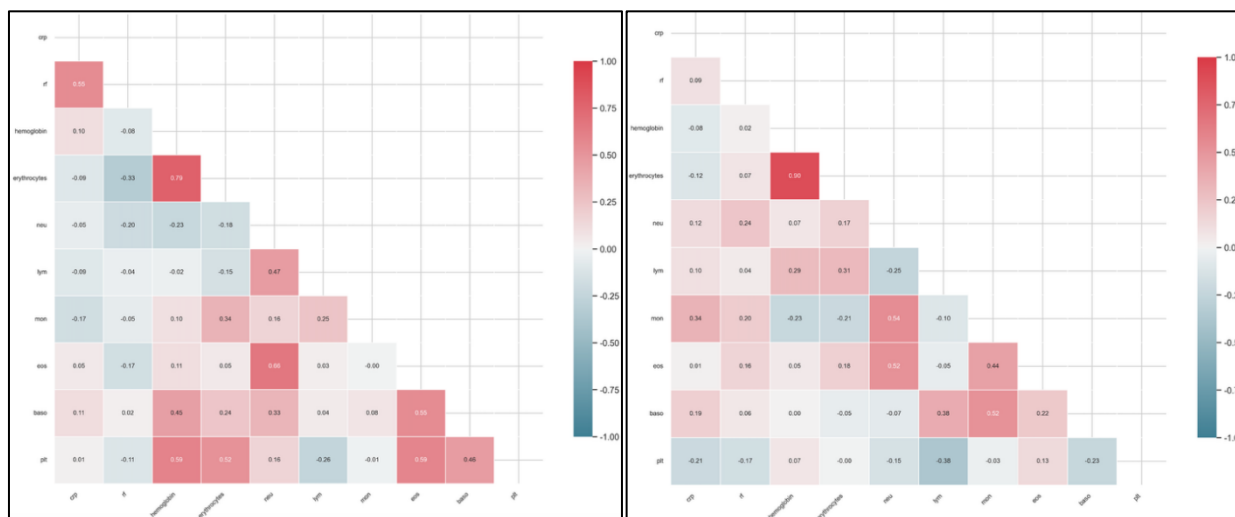 crp
rf
0.55
hemoglobin
0.10 -0.08
erythrocytes
-0.09 -0.33 0.79
neu
-0.05 -0.20 -0.23 -0.18
lym
-0.09 -0.04 -0.02 -0.15 0.47
mon
-0.17 -0.05 0.10 0.34 0.16 0.25
eos
0.05 -0.17 0.11 0.05 0.03 -0.00
baso
0.11 0.02 0.45 0.24 0.33 0.04 0.08 0.55
plt
0.01 -0.11 0.59 0.52 0.16 -0.26 -0.01 0.59 0.46
crp rf hemoglobin erythrocytes neu lym mon eos baso plt
1.00
0.75
0.50
0.25
0.00
-0.25
-0.50
-0.75
-1.00
crp
rf
0.09
hemoglobin
-0.08 0.02
erythrocytes
-0.12 0.07 0.90
neu
0.12 0.24 0.07 0.17
lym
0.10 0.04 0.29 0.31 -0.25
mon
0.34 0.20 -0.23 -0.21 0.54 -0.10
eos
0.01 0.16 0.05 0.18 0.52 -0.05 0.44
baso
0.19 0.06 0.09 -0.05 -0.07 0.38 0.52 0.22
plt
-0.21 -0.17 0.07 -0.00 -0.15 -0.38 -0.03 0.13 -0.23
crp rf hemoglobin erythrocytes neu lym mon eos baso plt
1.00
0.75
0.50
0.25
0.00
-0.25
-0.50
-0.75
-1.00